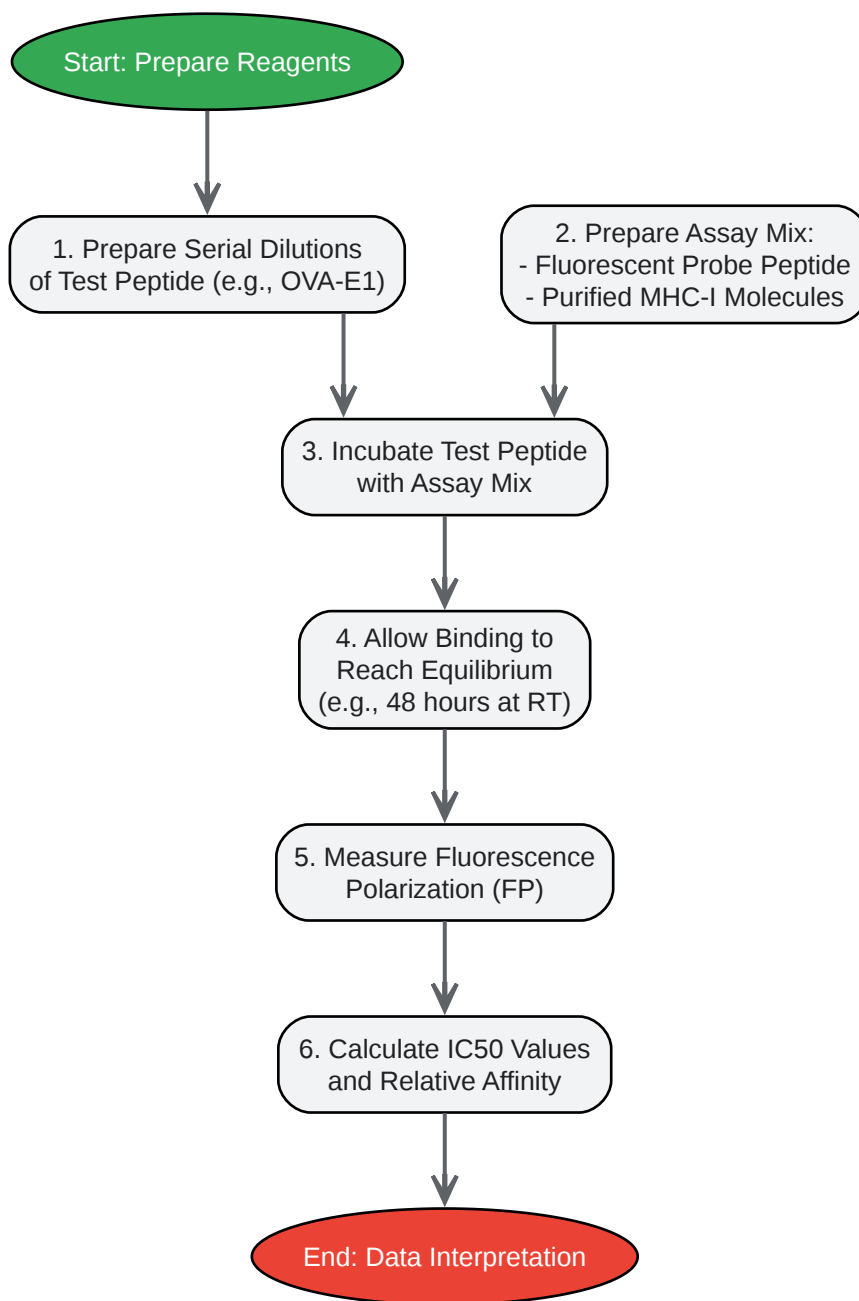 Start: Prepare Reagents
1. Prepare Serial Dilutions
of Test Peptide (e.g., OVA-E1)
2. Prepare Assay Mix:
- Fluorescent Probe Peptide
- Purified MHC-I Molecules
3. Incubate Test Peptide
with Assay Mix
4. Allow Binding to
Reach Equilibrium
(e.g., 48 hours at RT)
5. Measure Fluorescence
Polarization (FP)
6. Calculate IC50 Values
and Relative Affinity
End: Data Interpretation